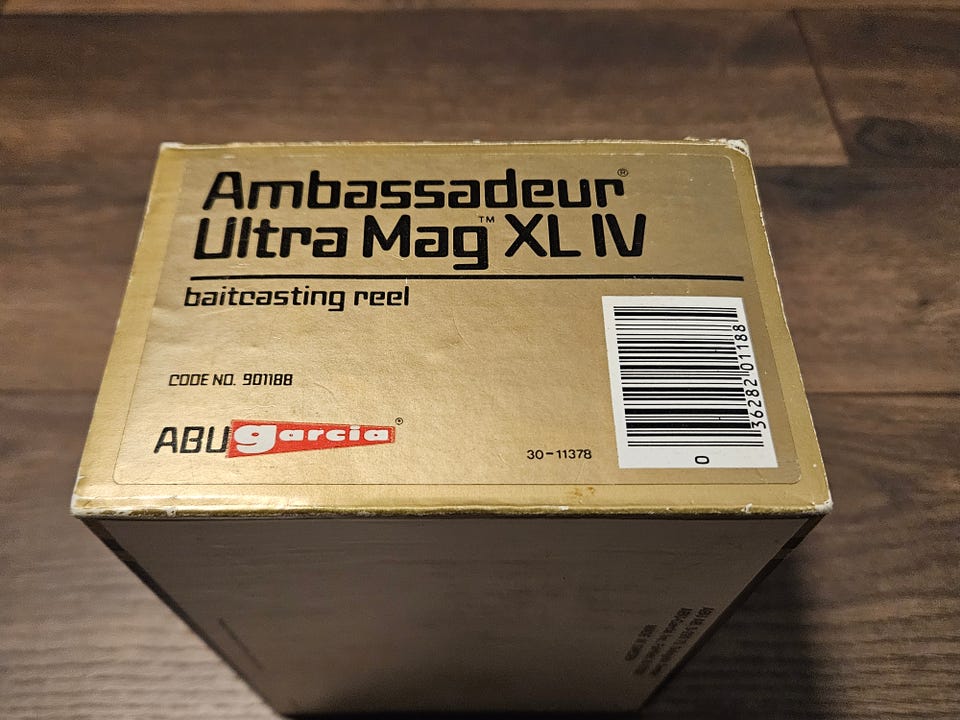 Ambassadeur®
Ultra Mag™ XL IV
baitcasting reel
CODE NO. 901188
ABU garcia®
30-11378
0 36282 01188